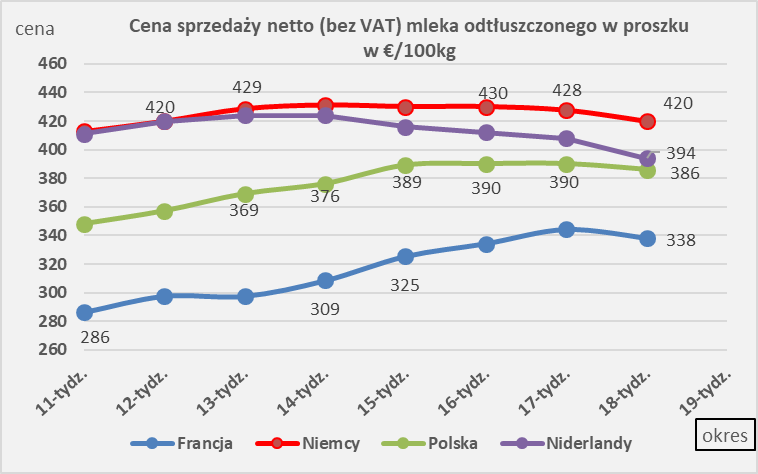 cena
Cena sprzedaży netto (bez VAT) mleka odtłuszczonego w proszku
w €/100kg
460
440
420
400
380
360
340
320
300
280
260
420
429
430
428
420
394
386
369
376
389
390
390
338
286
309
325
11-tydz.
12-tydz.
13-tydz.
14-tydz.
15-tydz.
16-tydz.
17-tydz.
18-tydz.
19-tydz.
okres
Francja
Niemcy
Polska
Niderlandy